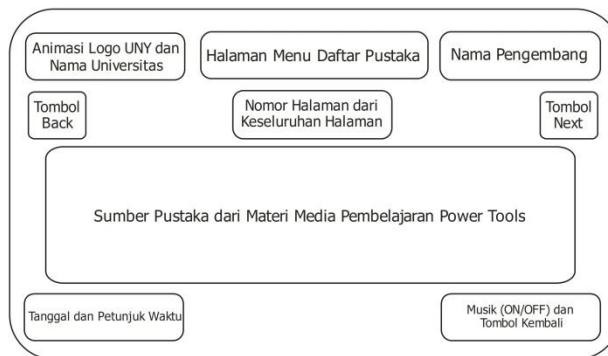 Animasi Logo UNY dan
Nama Universitas
Halaman Menu Daftar Pustaka
Nama Pengembang
Tombol
Back
Nomor Halaman dari
Keseluruhan Halaman
Tombol
Next
Sumber Pustaka dari Materi Media Pembelajaran Power Tools
Tanggal dan Petunjuk Waktu
Musik (ON/OFF) dan
Tombol Kembali